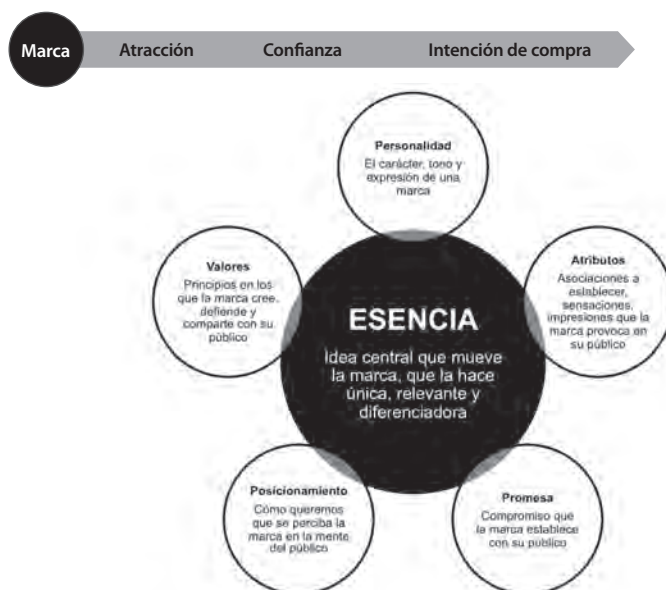 Marca Atracción Confianza Intención de compra
Personalidad
El carácter, tono y
expresión de una
marca
Valores
Principios en los
que la marca cree,
defiende y
comparte con su
público
Atributos
Asociaciones a
establecer,
sensaciones,
impresiones que la
marca provoca en
su público
ESENCIA
Idea central que mueve
la marca, que la hace
única, relevante y
diferenciadora
Posicionamiento
Cómo queremos
que se perciba la
marca en la mente
del público
Promesa
Compromiso que
la marca establece
con su público